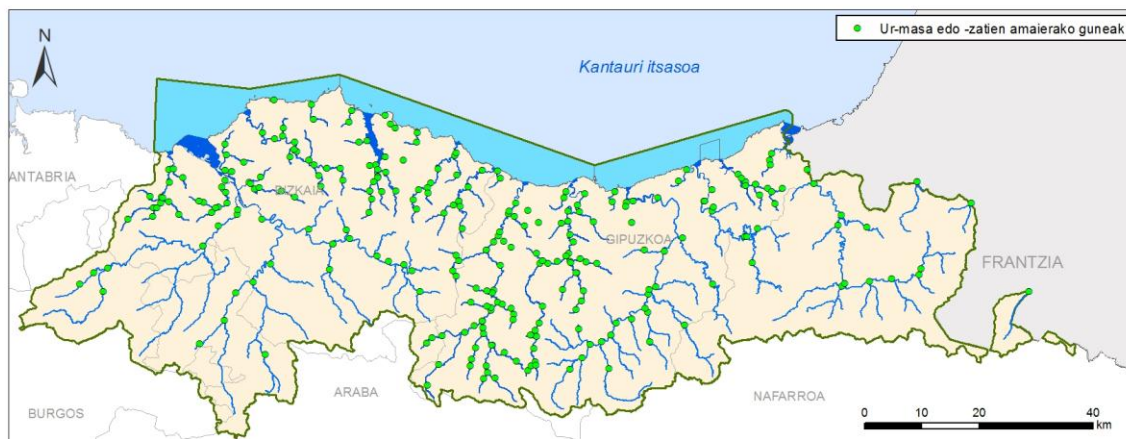 Ur-masa edo -zatien amaierako guneak
N
Kantauri itsasoa
ANTABRIA
BIZKAIA
GIPUZKOA
FRANTZIA
ARABA
NAFARROA
BURGOS
0 10 20 40
km